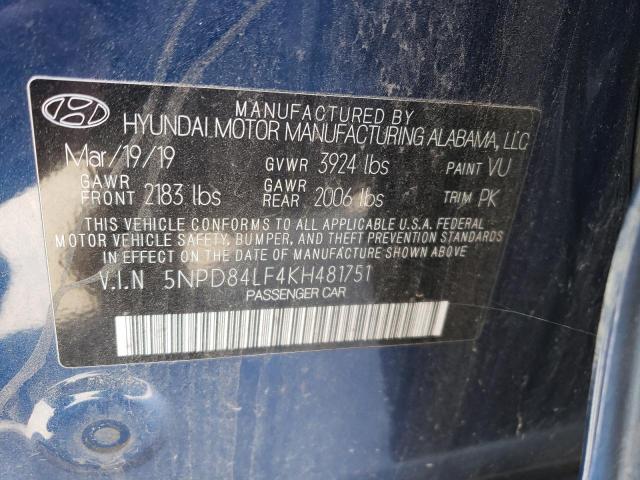 MANUFACTURED BY
HYUNDAI MOTOR MANUFACTURING ALABAMA, LLC
Mar/19/19 GVWR 3924 lbs PAINT VU
GAWR FRONT 2183 lbs GAWR REAR 2006 lbs TRIM PK
THIS VEHICLE CONFORMS TO ALL APPLICABLE U.S.A. FEDERAL
MOTOR VEHICLE SAFETY, BUMPER, AND THEFT PREVENTION STANDARDS
IN EFFECT ON THE DATE OF MANUFACTURE SHOWN ABOVE.
V.I.N 5NPD84LF4KH481751
PASSENGER CAR